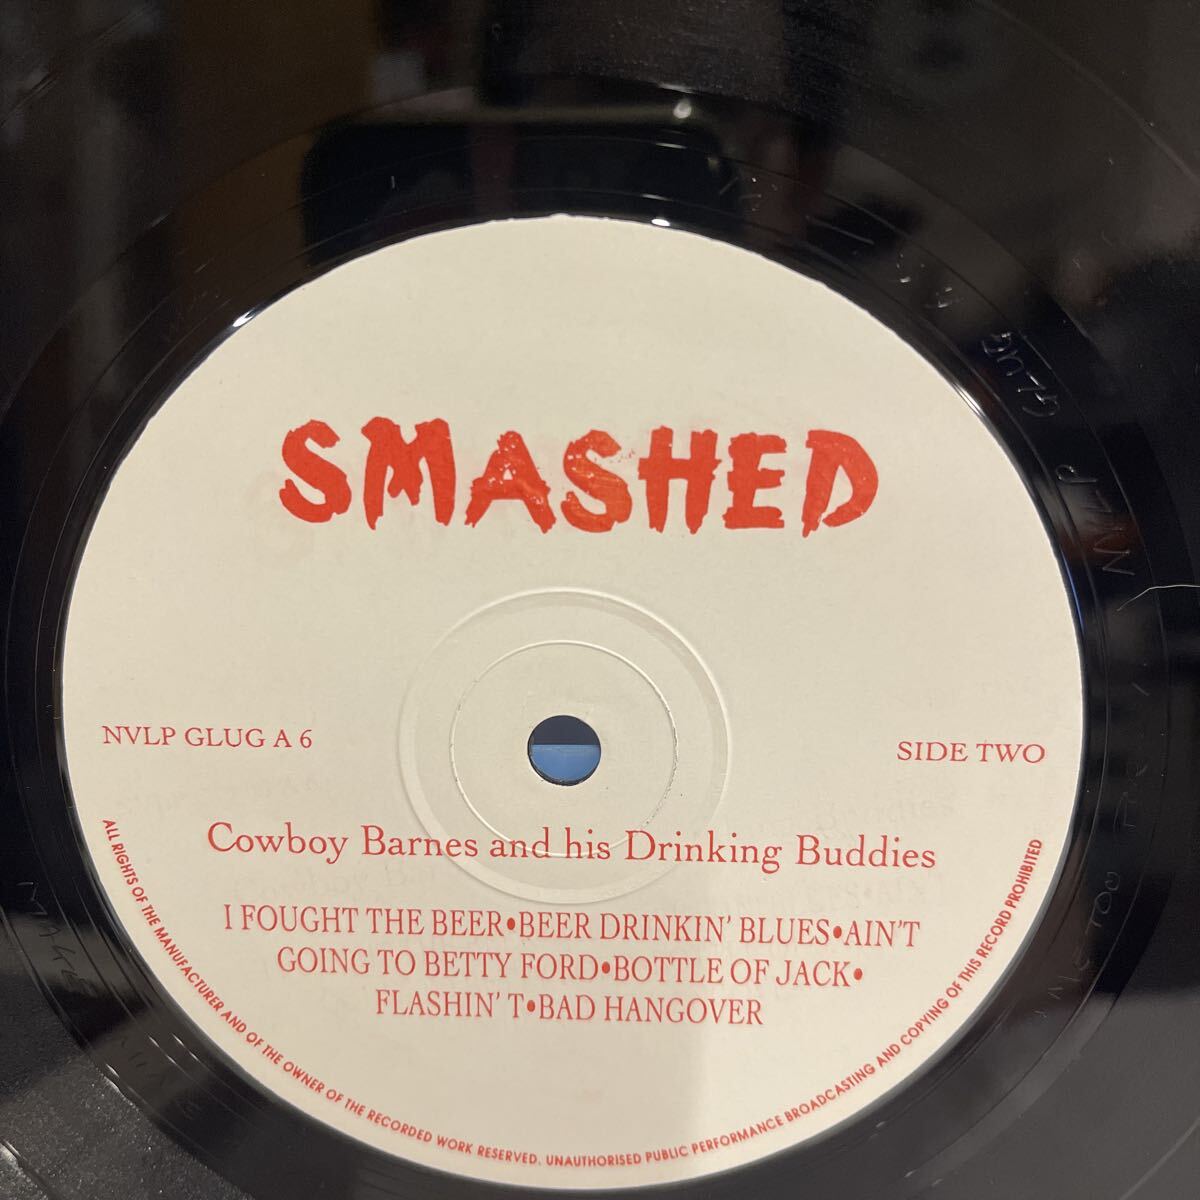 SMASHED
NVLP GLUG A 6
SIDE TWO
Cowboy Barnes and his Drinking Buddies
I FOUGHT THE BEER•BEER DRINKIN' BLUES•AIN'T
GOING TO BETTY FORD•BOTTLE OF JACK•
FLASHIN' T•BAD HANGOVER
ALL RIGHTS OF THE MANUFACTURER AND OF THE OWNER OF THE RECORDED WORK RESERVED. UNAUTHORISED PUBLIC PERFORMANCE BROADCASTING AND COPYING OF THIS RECORD PROHIBITED